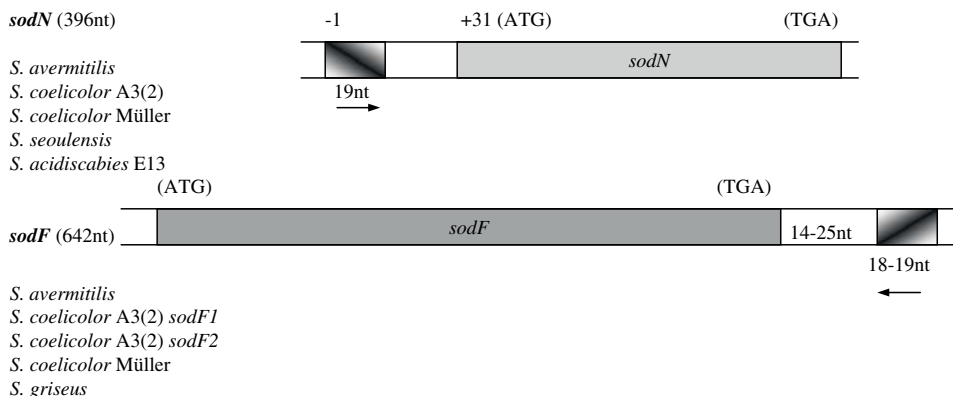 sodN (396nt)
-1 +31 (ATG) (TGA)
sodN
S. avermitilis
S. coelicolor A3(2)
19nt
S. coelicolor Müller
S. seoulensis
S. acidiscabies E13
(ATG) (TGA)
sodF (642nt)
sodF
14-25nt
18-19nt
S. avermitilis
S. coelicolor A3(2) sodF1
S. coelicolor A3(2) sodF2
S. coelicolor Müller
S. griseus